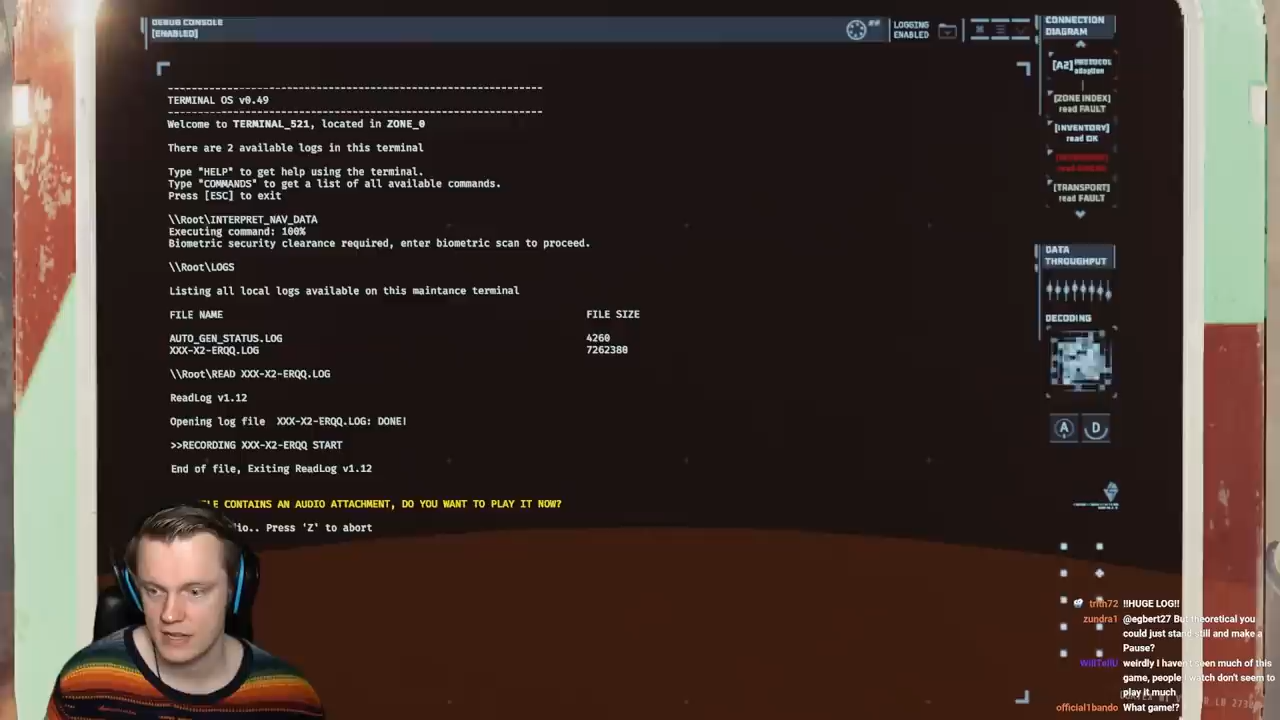 DEBUG CONSOLE
[ENABLED]
LOGGING
ENABLED
CONNECTION
DIAGRAM
[A2] PROTOCOL
adaption
[ZONE INDEX]
read FAULT
[INVENTORY]
read OK
[TRANSPORT]
read FAULT
DATA
THROUGHPUT
DECODING
A D
TERMINAL OS v0.49
Welcome to TERMINAL_521, located in ZONE_0
There are 2 available logs in this terminal
Type "HELP" to get help using the terminal.
Type "COMMANDS" to get a list of all available commands.
Press [ESC] to exit
\\Root\INTERPRET_NAV_DATA
Executing command: 100%
Biometric security clearance required, enter biometric scan to proceed.
\\Root\LOGS
Listing all local logs available on this maintance terminal
FILE NAME FILE SIZE
AUTO_GEN_STATUS.LOG 4260
XXX-X2-ERQQ.LOG 7262380
\\Root\READ XXX-X2-ERQQ.LOG
ReadLog v1.12
Opening log file XXX-X2-ERQQ.LOG: DONE!
>>RECORDING XXX-X2-ERQQ START
End of file, Exiting ReadLog v1.12
CONTAINS AN AUDIO ATTACHMENT, DO YOU WANT TO PLAY IT NOW?
Press 'Z' to abort
trith72 !!HUGE LOG!!
zundra1 @egbert27 But theoretical you
could just stand still and make a
Pause?
WillTellU weirdly I haven't seen much of this
game, people I watch don't seem to
play it much
official1bando What game!?